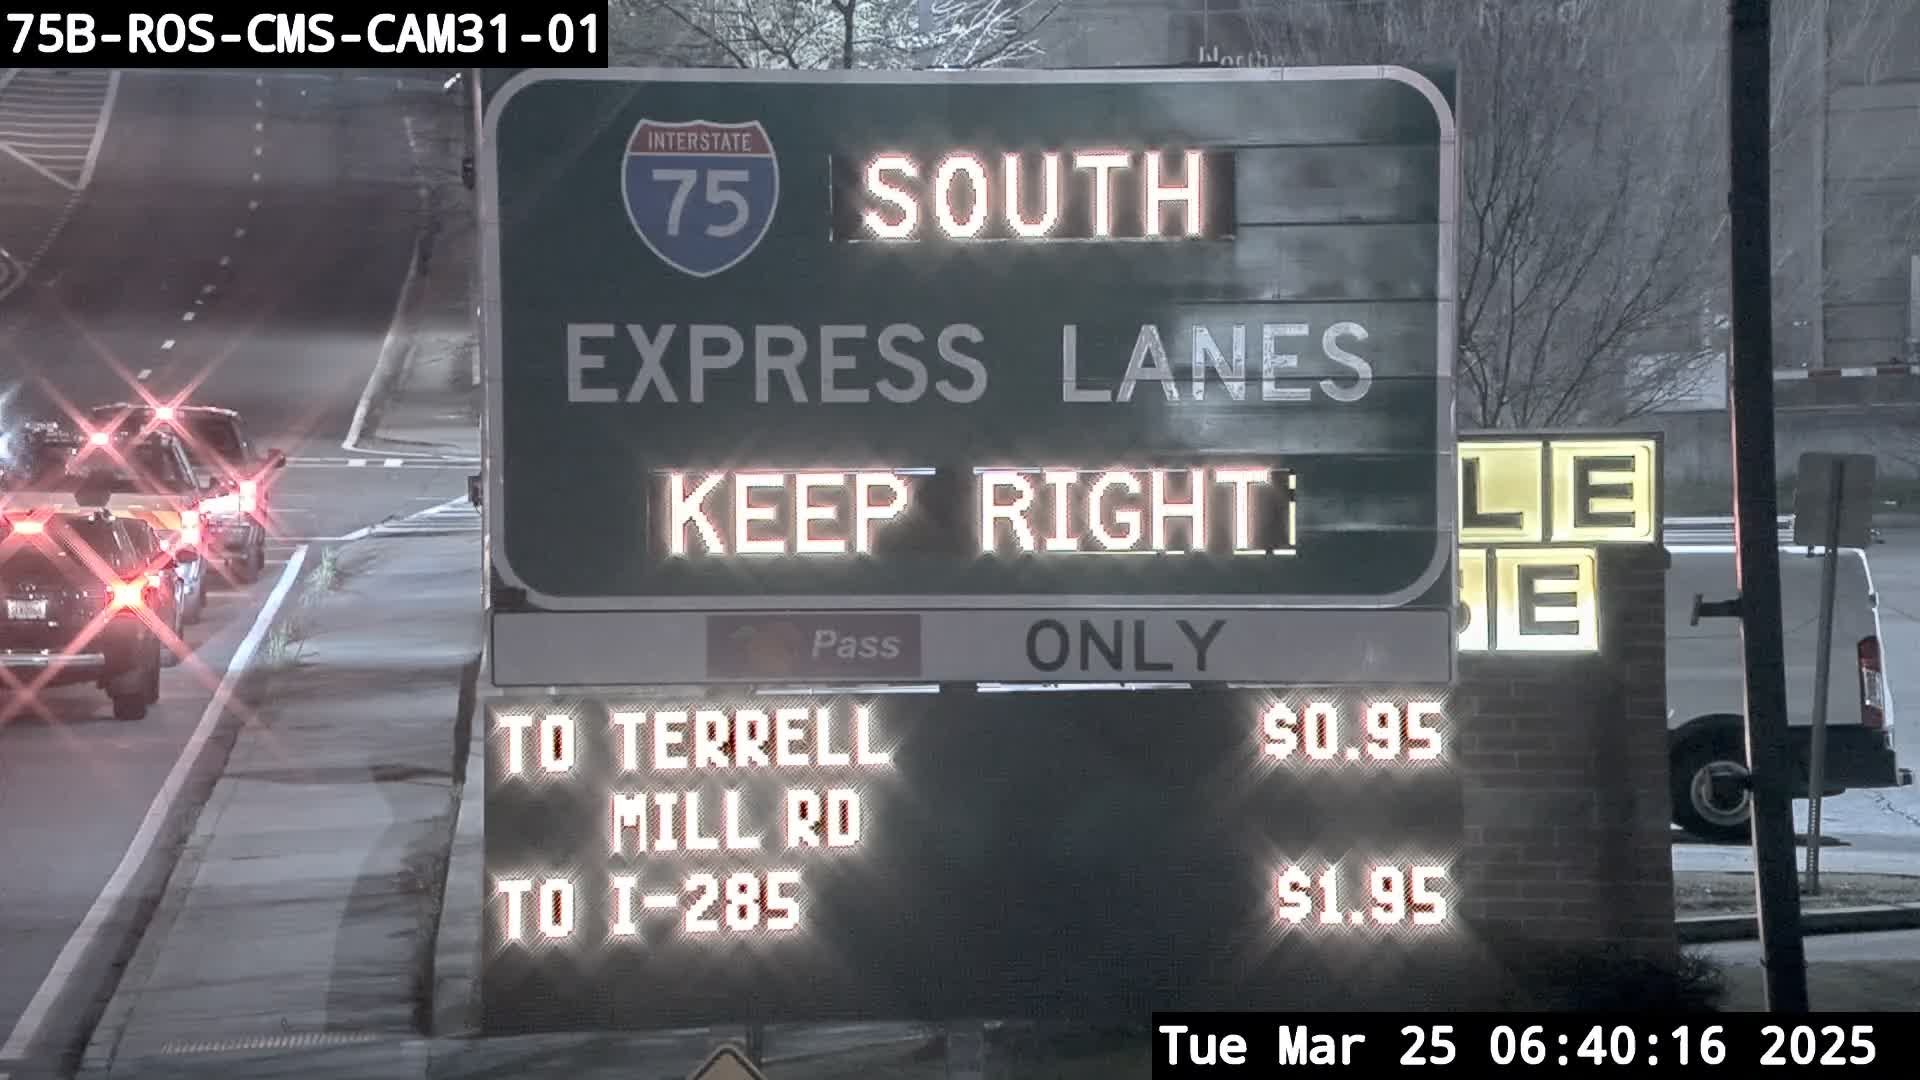 75B-ROS-CMS-CAM31-01
INTERSTATE
75
SOUTH
EXPRESS LANES
KEEP RIGHT
LE
E
Pass ONLY
TO TERRELL $0.95
MILL RD
TO I-285 $1.95
Tue Mar 25 06:40:16 2025